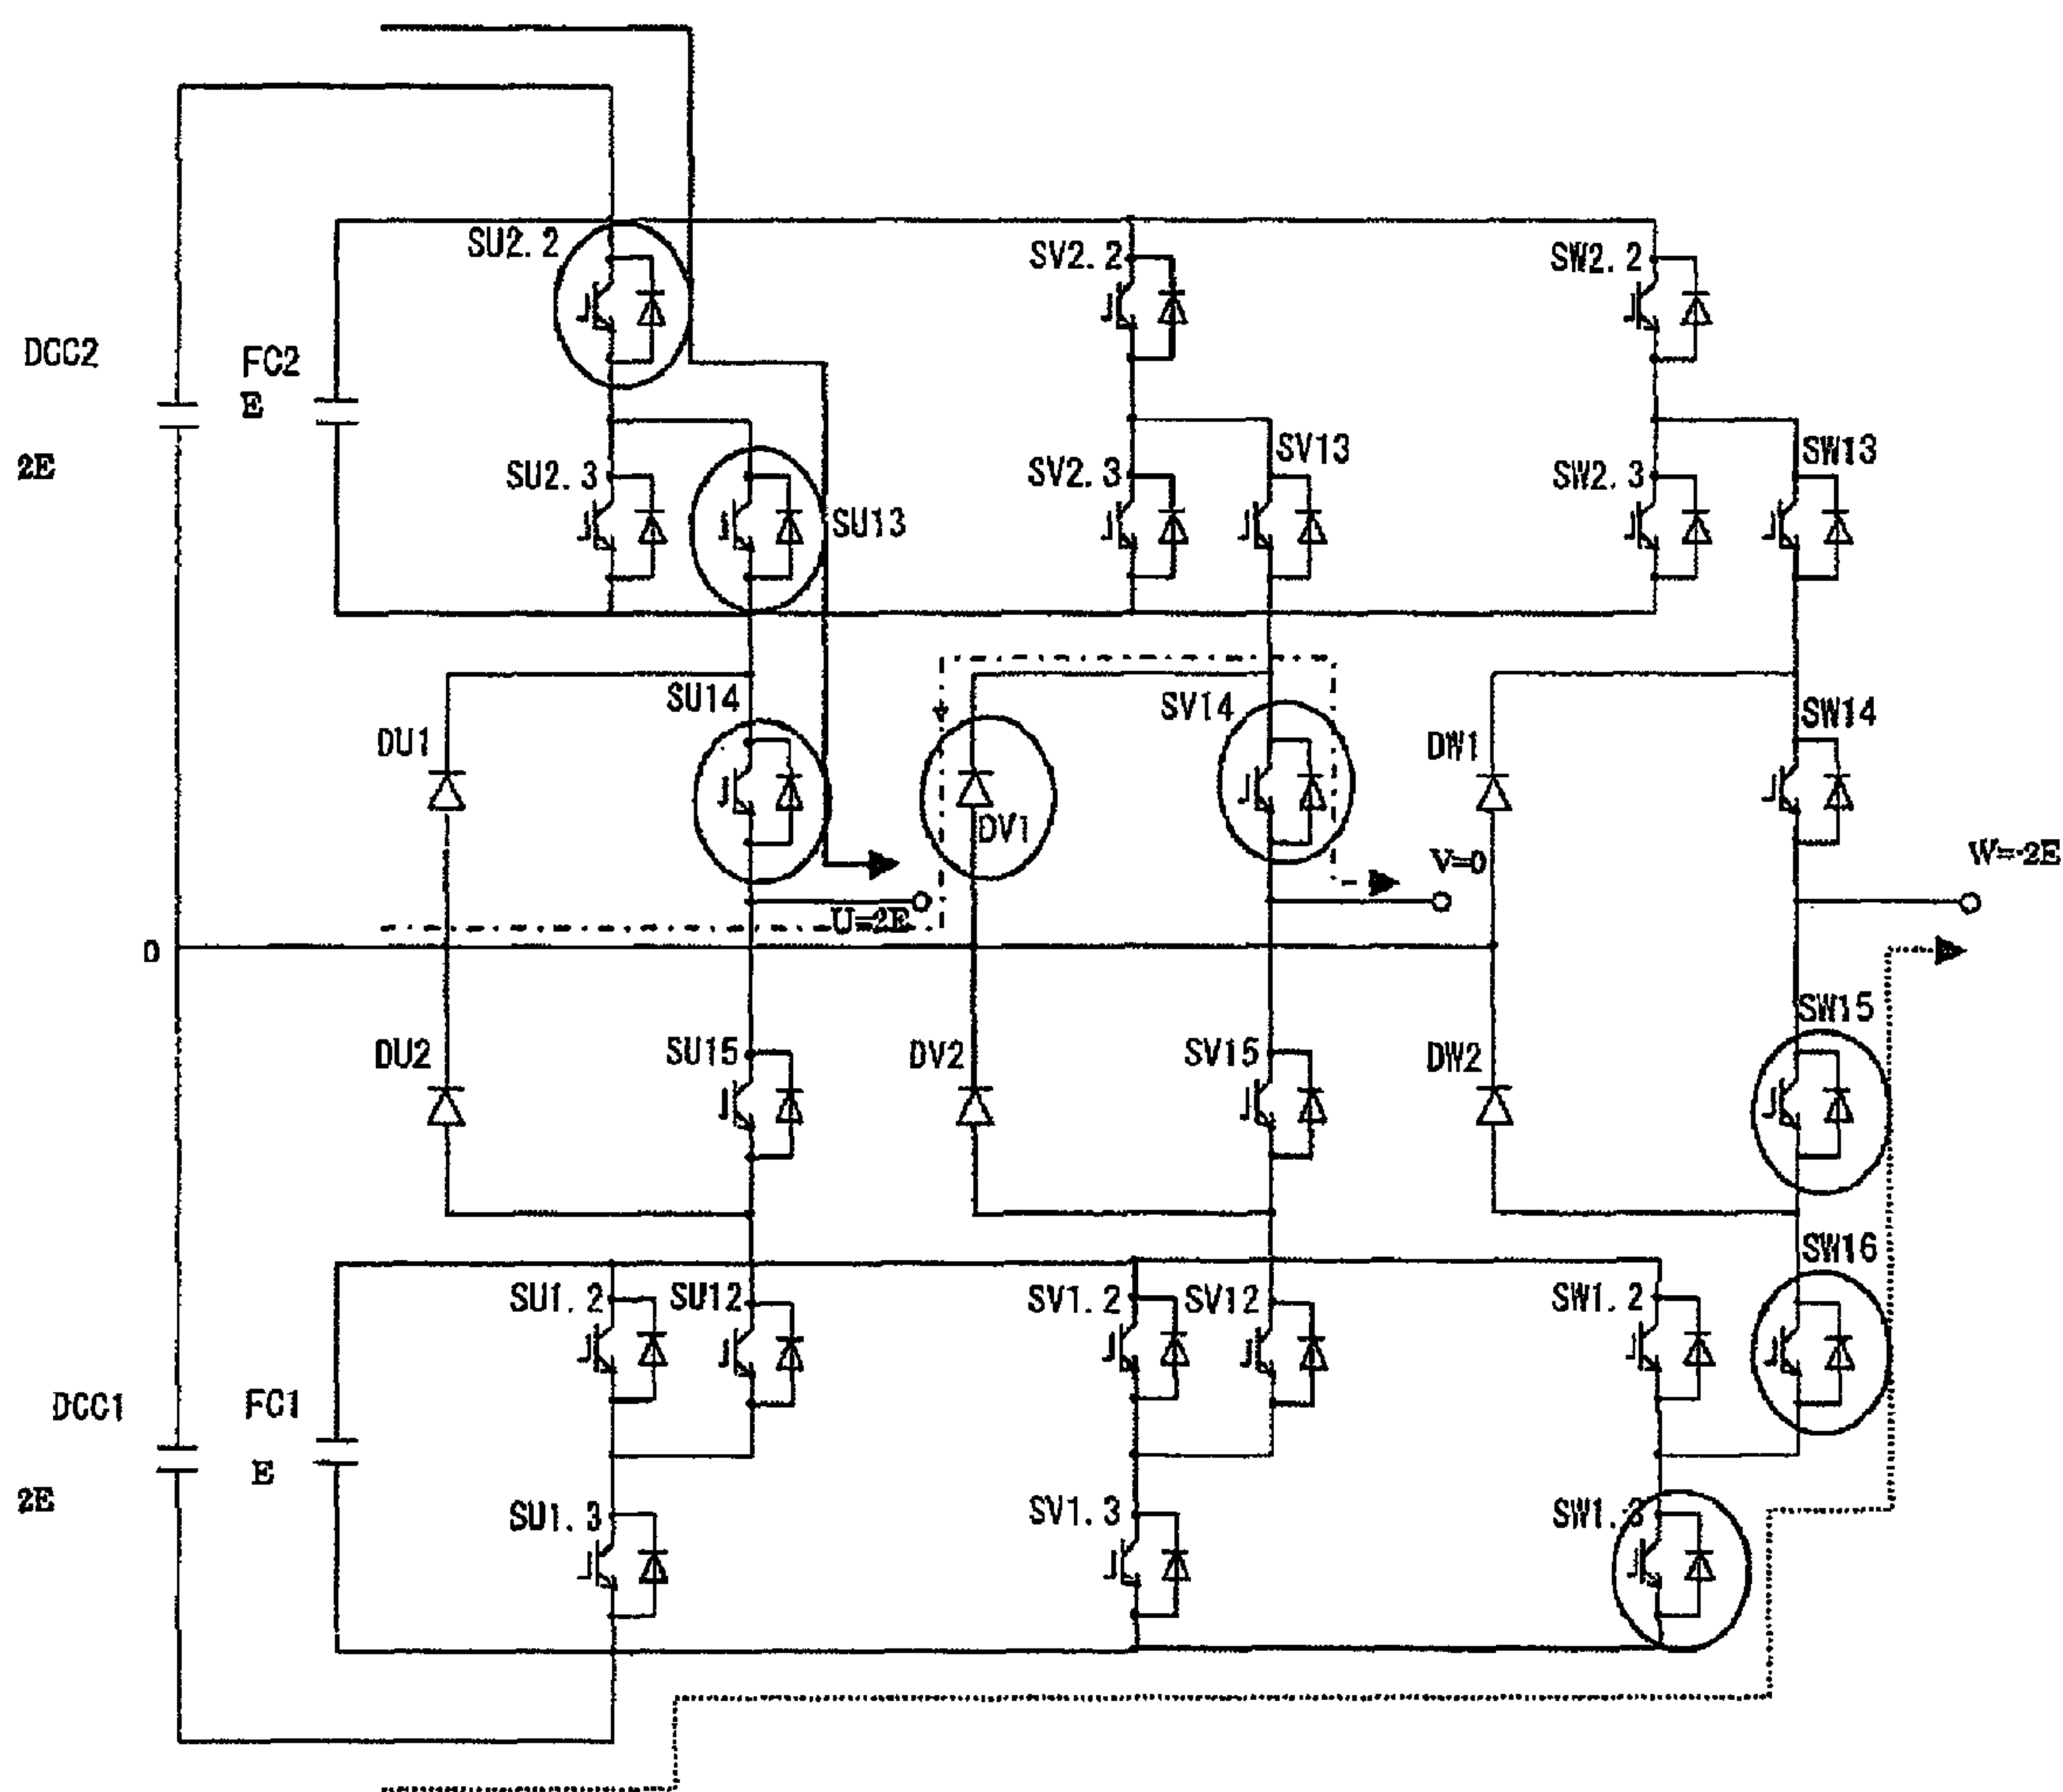 SU2. 2
SV2. 2
SW2. 2
DCC2
FC2
E
2E
SU2. 3
SU13
SV2. 3
SV13
SW2. 3
SW13
SU14
SV14
SW14
DU1
DV1
DW1
U=2E
V=0
W=-2E
0
DU2
SU15
DV2
SV15
DW2
SW15
SU1. 2
SU12
SV1. 2
SV12
SW1. 2
SW16
DCC1
FC1
E
2E
SU1. 3
SV1. 3
SW1. 3